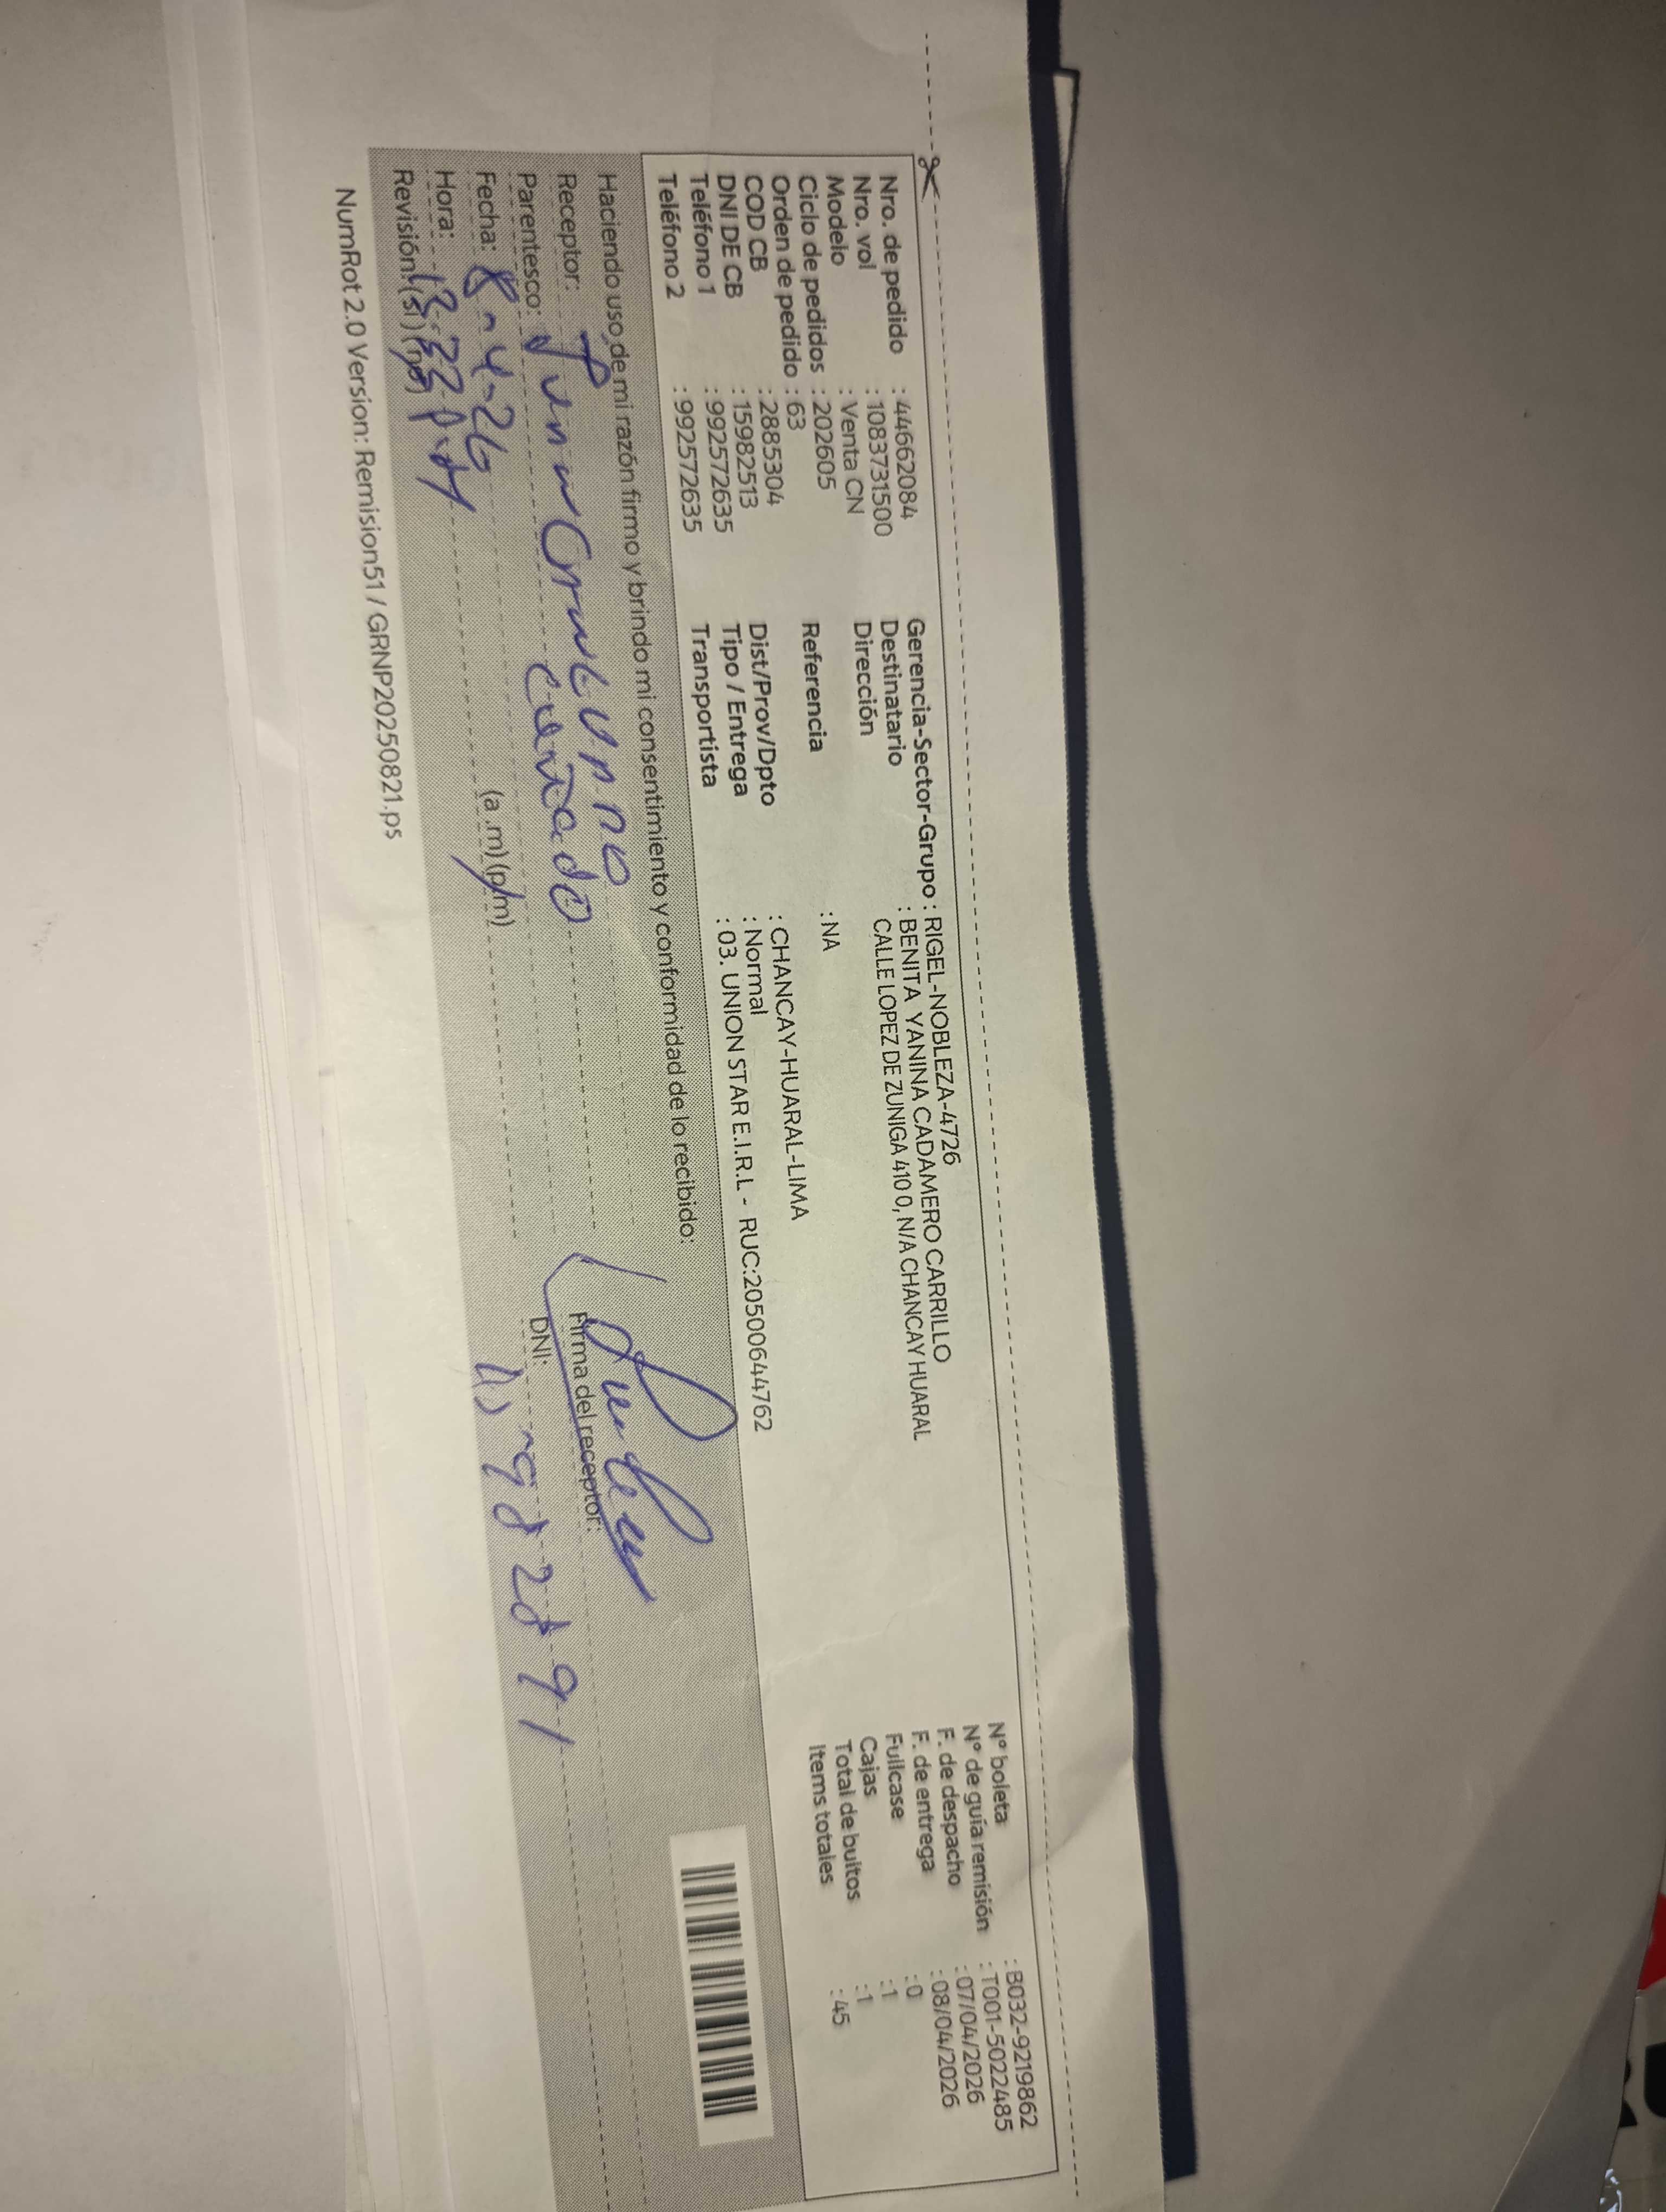 Nro. de pedido : 44662084
Nro. vol : 10837315​00
Modelo : Venta CN
Ciclo de pedidos : 202605
Orden de pedido : 63
COD CB : 2885304
DNI DE CB : 15982513
Teléfono 1 : 992572635
Teléfono 2 : 992572635
Gerencia-Sector-Grupo : RIGEL-NOBLEZA-4726
Destinatario : BENITA YANINA CADAMERO CARRILLO
Dirección CALLE LOPEZ DE ZUNIGA 410 0, N/A CHANCAY HUARAL
Referencia : NA
Dist/Prov/Dpto : CHANCAY-HUARAL-LIMA
Tipo / Entrega : Normal
Transportista : 03. UNION STAR E.I.R.L - RUC:20500644762
N° boleta : B032-9219862
N° de guía remisión : T001-5022485
F. de despacho : 07/04/2026
F. de entrega : 08/04/2026
Fullcase : 0
Cajas : 1
Total de bultos : 1
Items totales : 45
Haciendo uso de mi razón firmo y brindo mi consentimiento y conformidad de lo recibido:
Receptor:
Parentesco: cuñado
Fecha: 8-4-26 (a.m) (p.m)
Hora:
Revisión: (si) (no)
Firma del receptor:
DNI:
NumRot 2.0 Version: Remision51 / GRNP20250821.ps